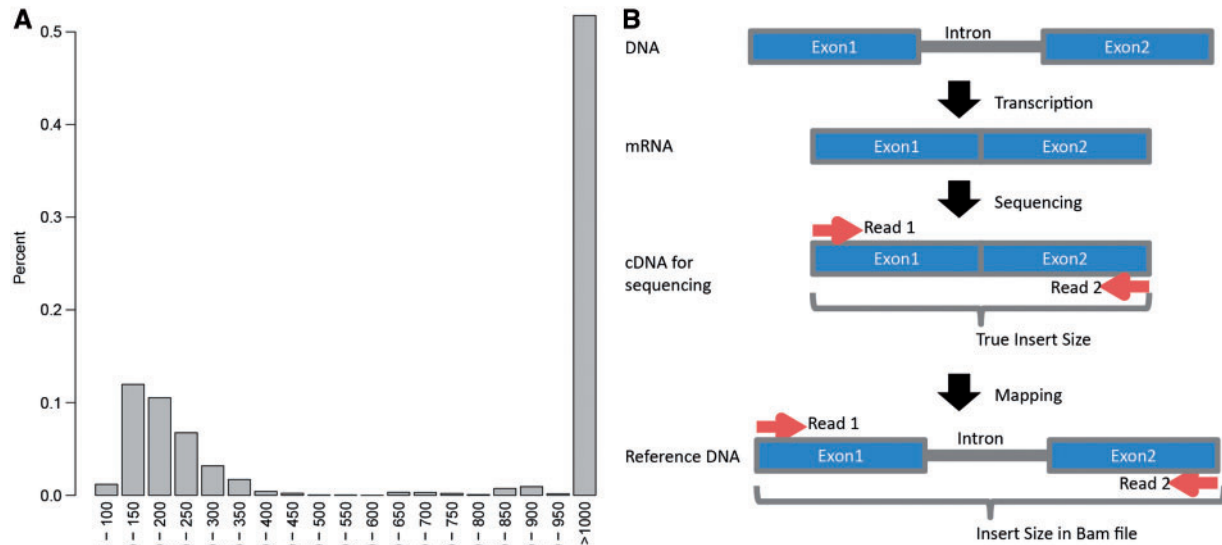 A
Percent
0.5
0.4
0.3
0.2
0.1
0.0
– 100
– 150
– 200
– 250
– 300
– 350
– 400
– 450
– 500
– 550
– 600
– 650
– 700
– 750
– 800
– 850
– 900
– 950
>1000
B
DNA
Exon1
Intron
Exon2
Transcription
mRNA
Exon1
Exon2
Sequencing
Read 1
cDNA for
sequencing
Exon1
Exon2
Read 2
True Insert Size
Mapping
Read 1
Reference DNA
Exon1
Intron
Exon2
Read 2
Insert Size in Bam file